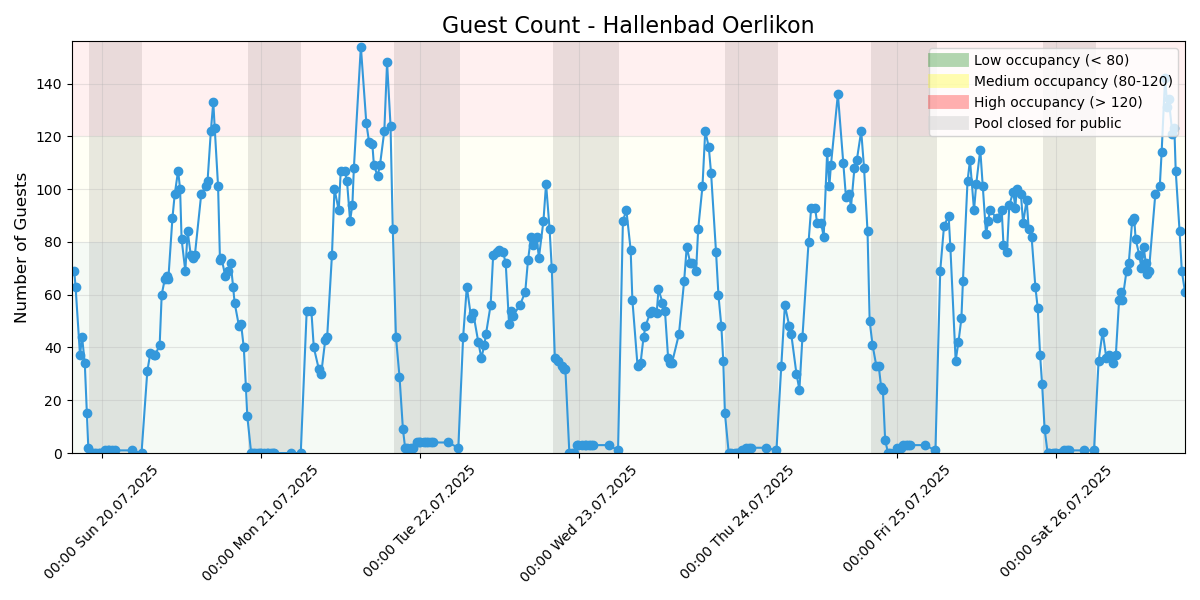 Guest Count - Hallenbad Oerlikon
Number of Guests
140
120
100
80
60
40
20
0
Low occupancy (< 80)
Medium occupancy (80-120)
High occupancy (> 120)
Pool closed for public
00:00 Sun 20.07.2025
00:00 Mon 21.07.2025
00:00 Tue 22.07.2025
00:00 Wed 23.07.2025
00:00 Thu 24.07.2025
00:00 Fri 25.07.2025
00:00 Sat 26.07.2025